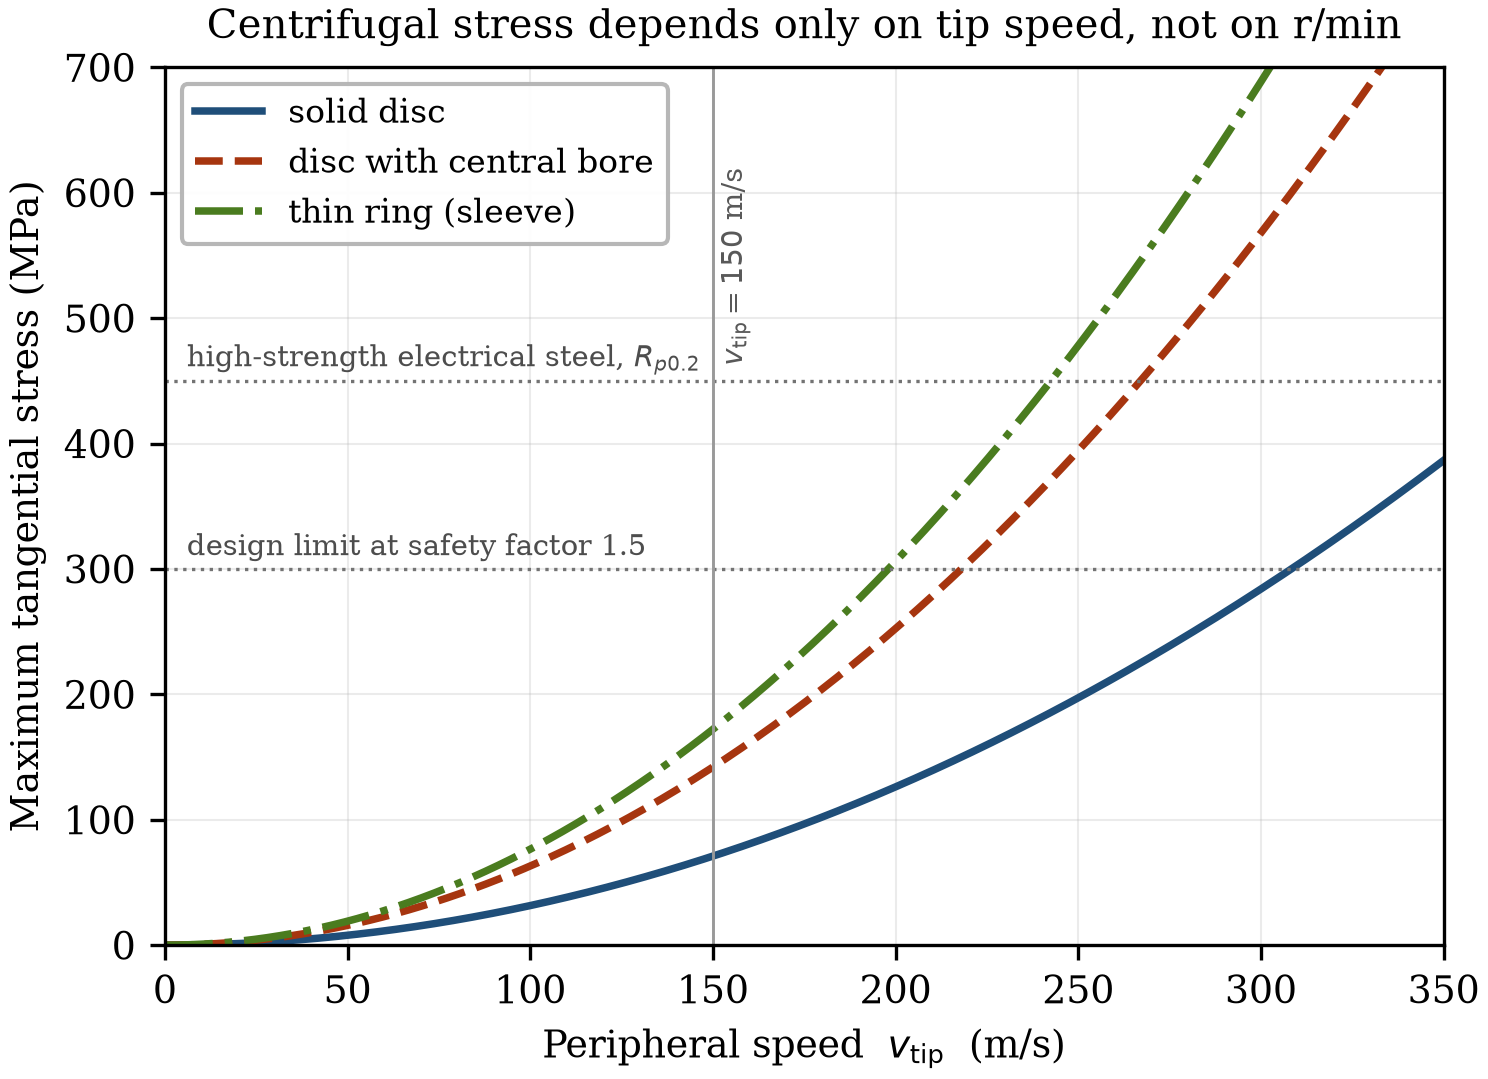 Centrifugal stress depends only on tip speed, not on r/min
700
600
500
400
300
200
100
0
Maximum tangential stress (MPa)
solid disc
disc with central bore
thin ring (sleeve)
v_tip = 150 m/s
high-strength electrical steel, R_p0.2
design limit at safety factor 1.5
0 50 100 150 200 250 300 350
Peripheral speed v_tip (m/s)